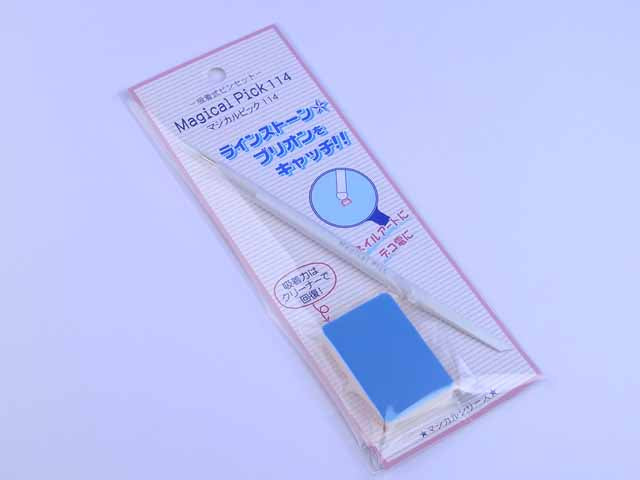 -吸着式ピンセット-
Magical Pick 114
マジカルピック 114
ラインストーン☆
ブリオンを
キャッチ!!
ネイルアートに
デコ電に
吸着力は
クリーナーで
回復!
★マジカルシリーズ★